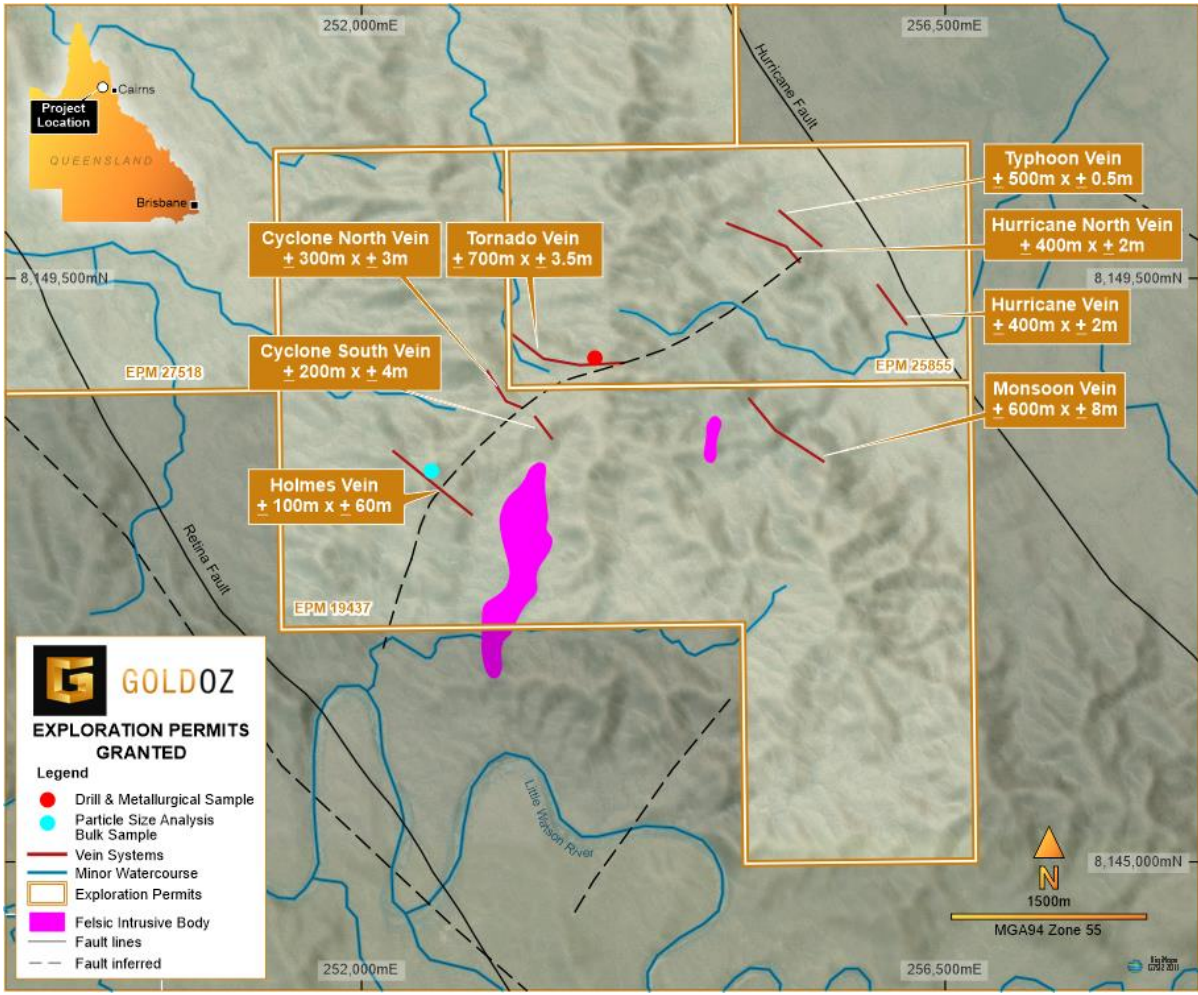 252,000mE
256,500mE
Cairns
Project
Location
QUEENSLAND
Brisbane
Hurricane Fault
Typhoon Vein
± 500m x ± 0.5m
Cyclone North Vein
± 300m x ± 3m
Tornado Vein
± 700m x ± 3.5m
Hurricane North Vein
± 400m x ± 2m
8,149,500mN
8,149,500mN
Hurricane Vein
± 400m x ± 2m
Cyclone South Vein
± 200m x ± 4m
EPM 27518
EPM 25855
Monsoon Vein
± 600m x ± 8m
Holmes Vein
± 100m x ± 60m
Retina Fault
EPM 19437
G GOLDOZ
EXPLORATION PERMITS
GRANTED
Legend
Drill & Metallurgical Sample
Particle Size Analysis
Bulk Sample
Vein Systems
Minor Watercourse
Exploration Permits
Felsic Intrusive Body
Fault lines
Fault inferred
Little Watson River
8,145,000mN
N
1500m
MGA94 Zone 55
252,000mE
256,500mE